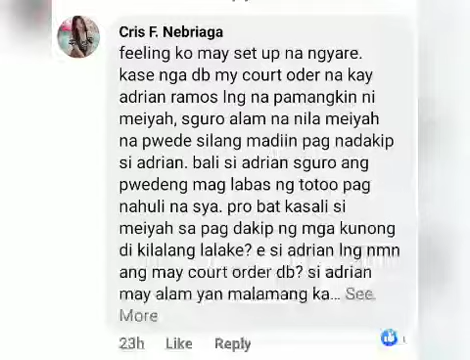 Cris F. Nebriaga
feeling ko may set up na ngyare.
kase nga db my court oder na kay
adrian ramos lng na pamangkin ni
meiyah, sguro alam na nila meiyah
na pwede silang madiin pag nadakip
si adrian. bali si adrian sguro ang
pwedeng mag labas ng totoo pag
nahuli na sya. pro bat kasali si
meiyah sa pag dakip ng mga kunong
di kilalang lalake? e si adrian lng nmn
ang may court order db? si adrian
may alam yan malamang ka... See
More
23h Like Reply 1